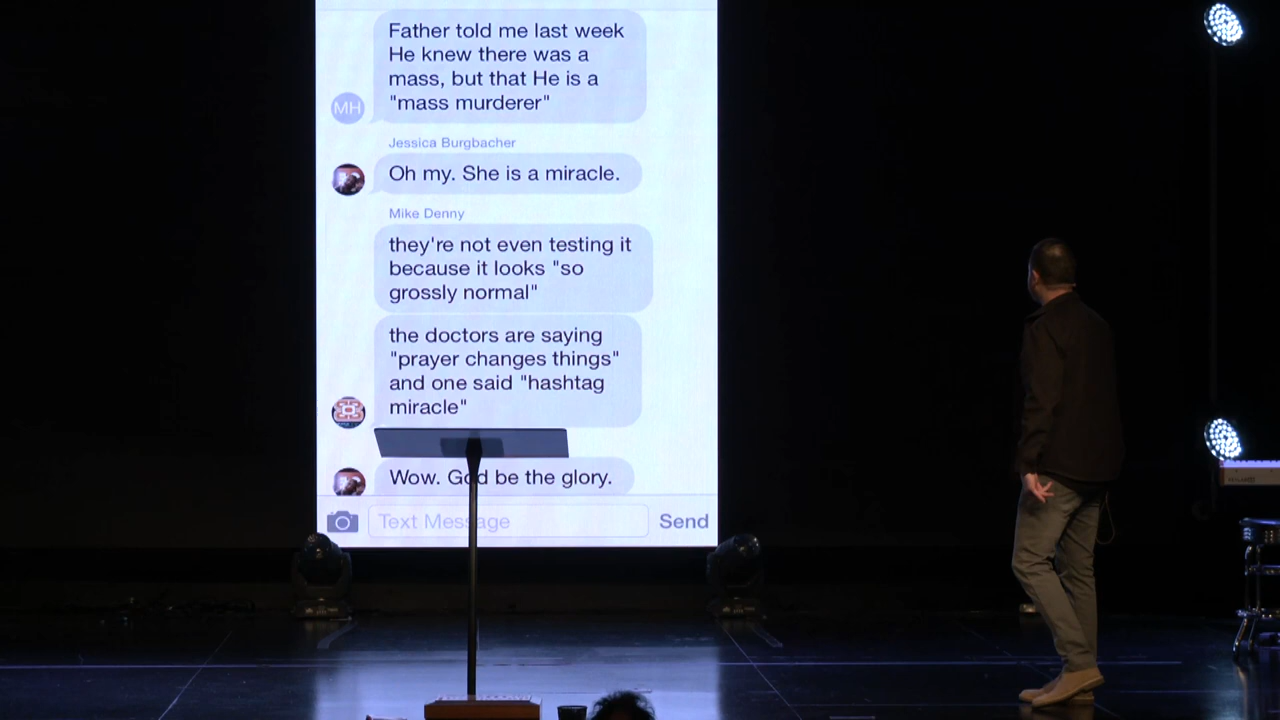 Father told me last week
He knew there was a
mass, but that He is a
"mass murderer"
MH
Jessica Burgbacher
Oh my. She is a miracle.
Mike Denny
they're not even testing it
because it looks "so
grossly normal"
the doctors are saying
"prayer changes things"
and one said "hashtag
miracle"
Wow. God be the glory.
Text Message
Send